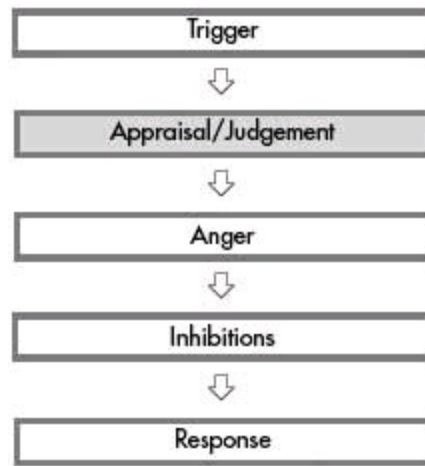 Trigger
Appraisal/Judgement
Anger
Inhibitions
Response